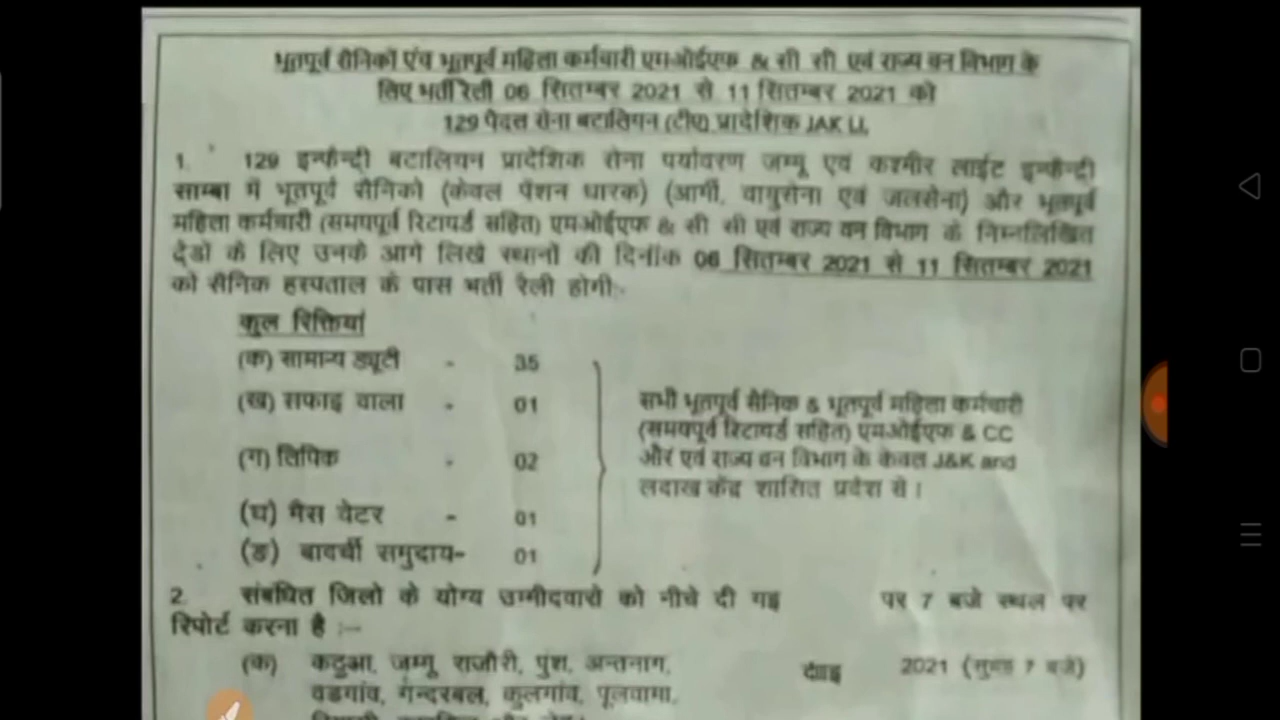 भूतपूर्व सैनिकों एंव भूतपूर्व महिला कर्मचारी एमओईएफ & सी सी एवं राज्य वन विभाग के
लिए भर्ती रैली 06 सितम्बर 2021 से 11 सितम्बर 2021 को
129 पैदल सेना बटालियन (टीए) प्रादेशिक JAK LI.
1. 129 इन्फैन्ट्री बटालियन प्रादेशिक सेना पर्यावरण जम्मू एवं कश्मीर लाईट इन्फैन्ट्री
साम्बा में भूतपूर्व सैनिको (केवल पेंशन धारक) (आर्मी, वायुसेना एवं जलसेना) और भूतपूर्व
महिला कर्मचारी (समयपूर्व रिटायर्ड सहित) एमओईएफ & सी सी एवं राज्य वन विभाग के निम्नलिखित
ट्रेडों के लिए उनके आगे लिखे स्थानों की दिनांक 06 सितम्बर 2021 से 11 सितम्बर 2021
को सैनिक हस्पताल के पास भर्ती रैली होगी:-
कुल रिक्तियां
(क) सामान्य ड्यूटी - 35
(ख) सफाइ वाला - 01
(ग) लिपिक - 02
(घ) मैस वेटर - 01
(ङ) बावर्ची समुदाय- 01
सभी भूतपूर्व सैनिक & भूतपूर्व महिला कर्मचारी
(समयपूर्व रिटायर्ड सहित) एमओईएफ & CC
और एवं राज्य वन विभाग के केवल J&K and
लदाख केंद्र शासित प्रदेश से।
2. संबंधित जिलो के योग्य उम्मीदवारो को नीचे दी गइ पर 7 बजे स्थल पर
रिपोर्ट करना है :-
(क) कठुआ, जम्मू राजौरी, पुंछ, अन्तनाग, 2021 (सुबह 7 बजे)
वडगांव, गन्दरबल, कुलगांव, पूलवामा,